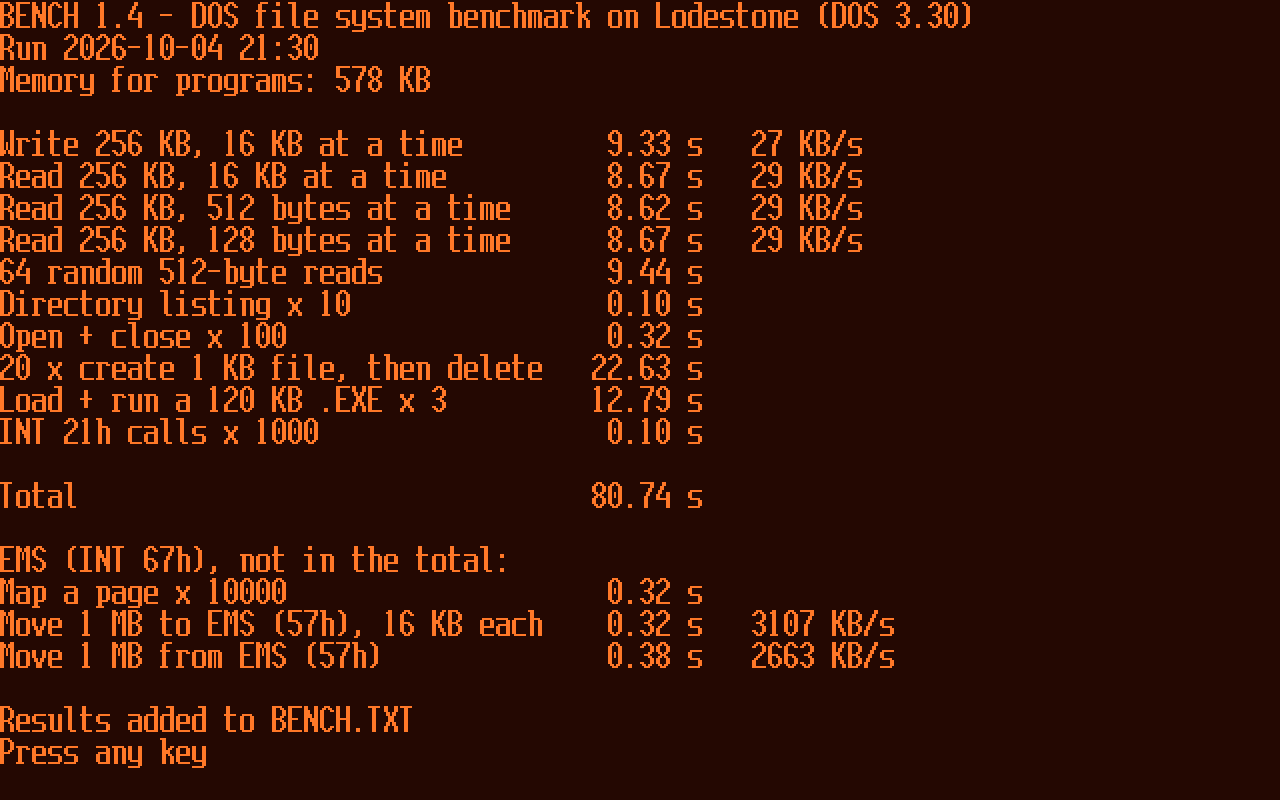 BENCH 1.4 - DOS file system benchmark on Lodestone (DOS 3.30)
Run 2026-10-04 21:30
Memory for programs: 578 KB
Write 256 KB, 16 KB at a time 9.33 s 27 KB/s
Read 256 KB, 16 KB at a time 8.67 s 29 KB/s
Read 256 KB, 512 bytes at a time 8.62 s 29 KB/s
Read 256 KB, 128 bytes at a time 8.67 s 29 KB/s
64 random 512-byte reads 9.44 s
Directory listing x 10 0.10 s
Open + close x 100 0.32 s
20 x create 1 KB file, then delete 22.63 s
Load + run a 120 KB .EXE x 3 12.79 s
INT 21h calls x 1000 0.10 s
Total 80.74 s
EMS (INT 67h), not in the total:
Map a page x 10000 0.32 s
Move 1 MB to EMS (57h), 16 KB each 0.32 s 3107 KB/s
Move 1 MB from EMS (57h) 0.38 s 2663 KB/s
Results added to BENCH.TXT
Press any key